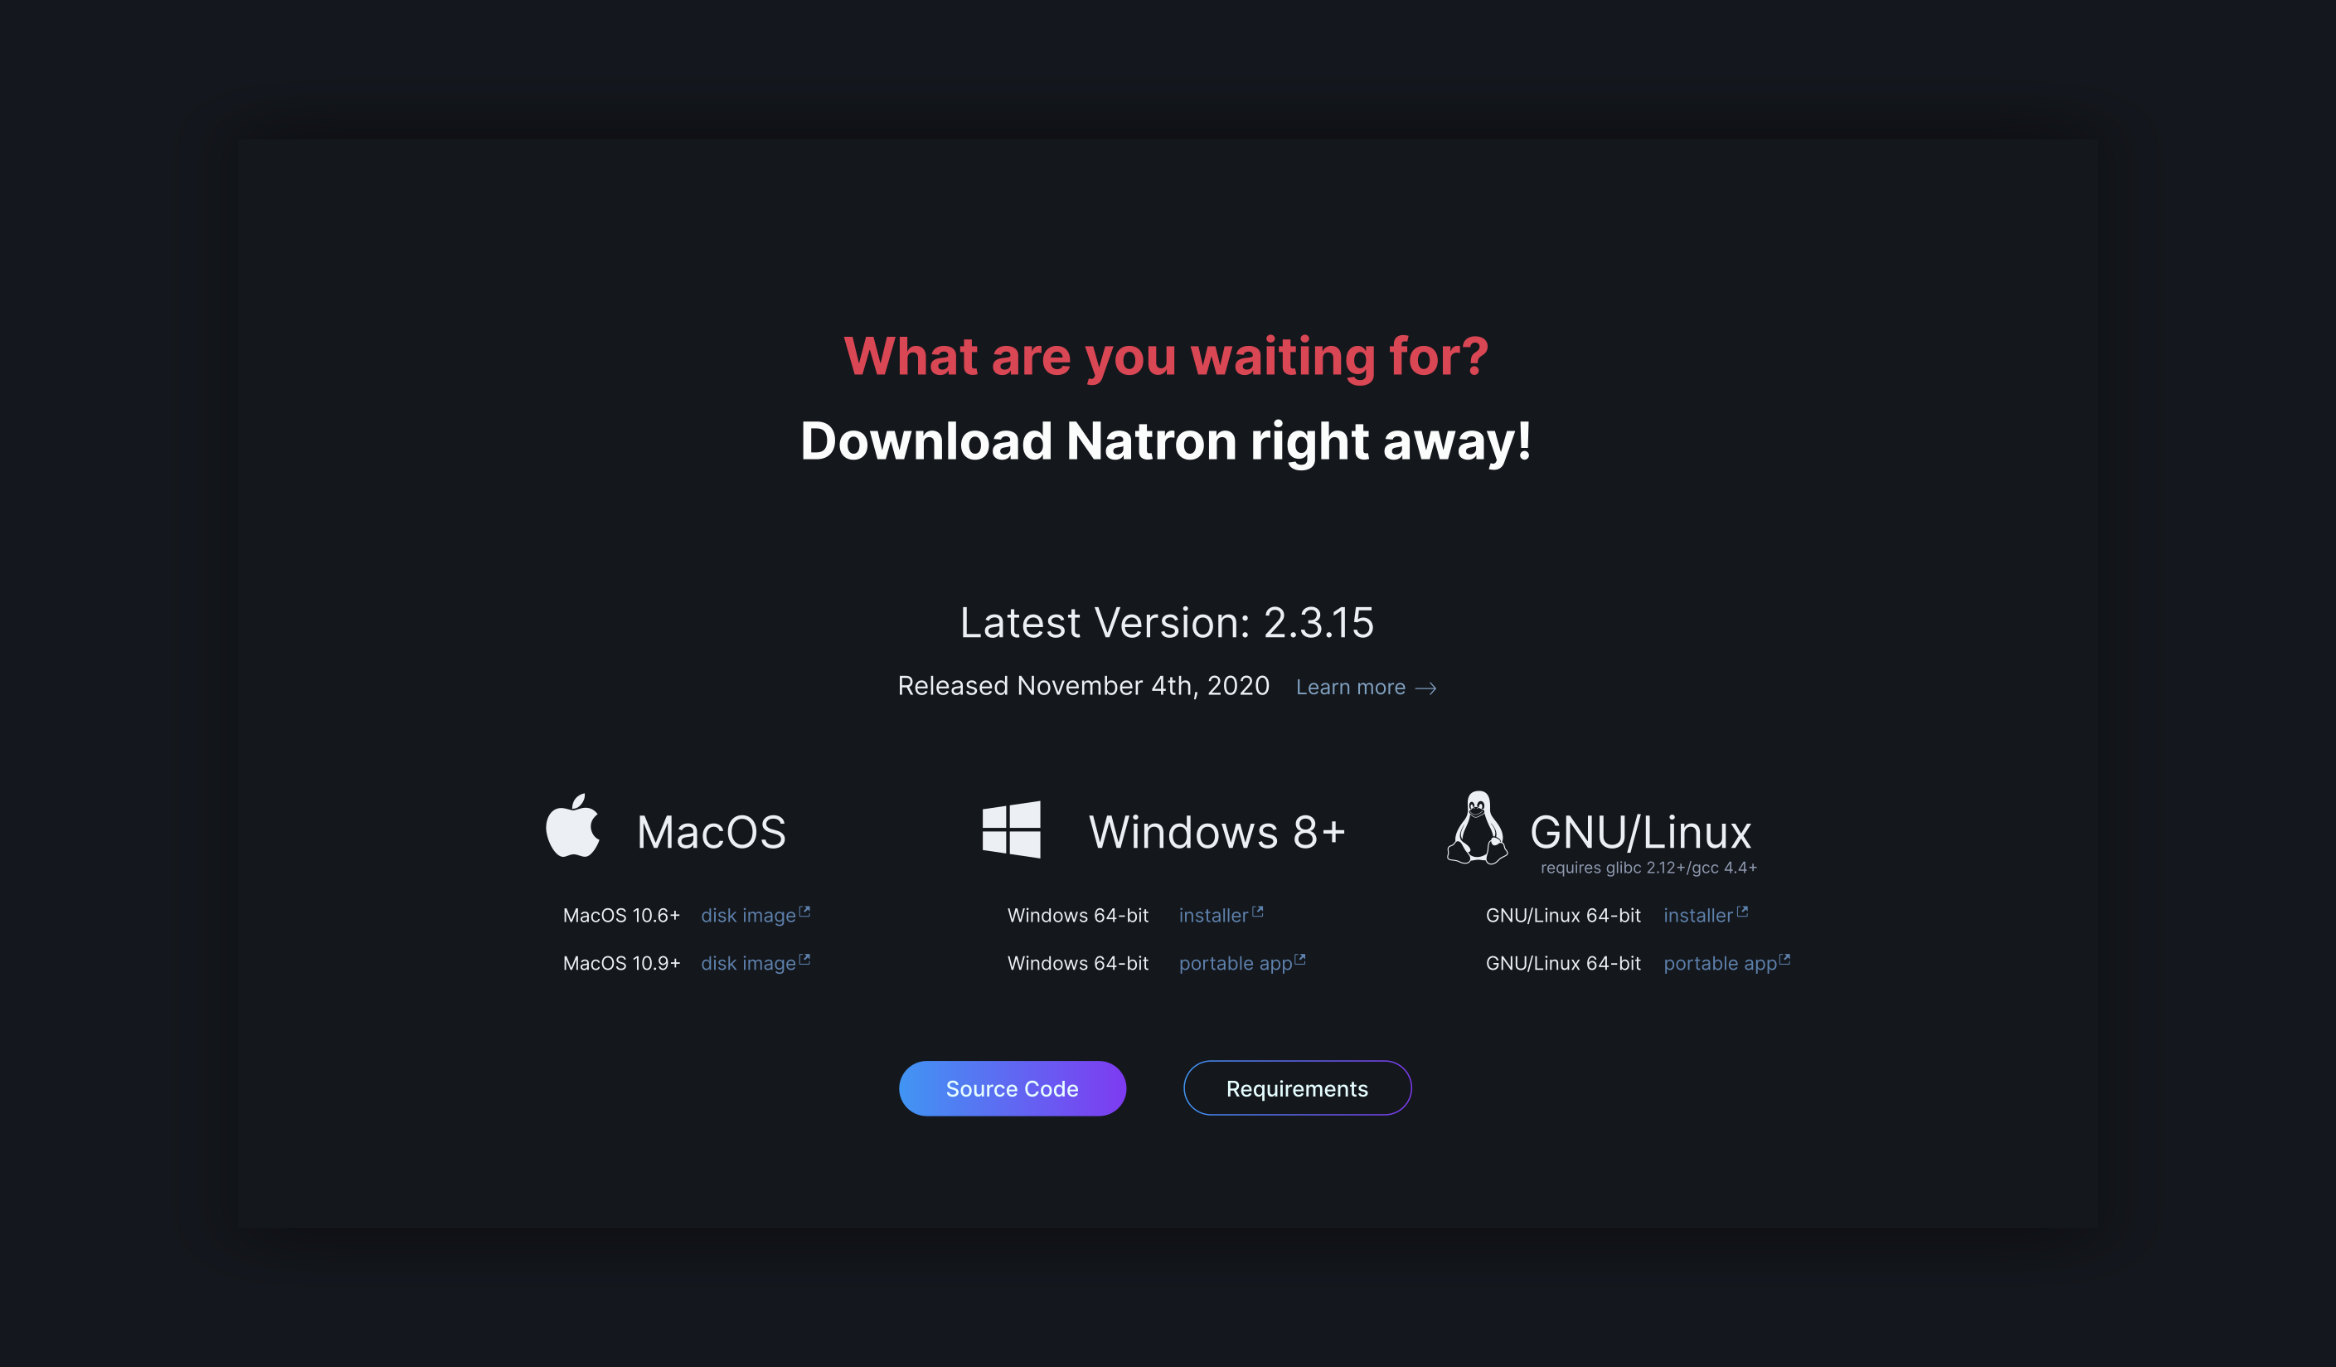 What are you waiting for?
Download Natron right away!
Latest Version: 2.3.15
Released November 4th, 2020 Learn more →
MacOS
MacOS 10.6+ disk image
MacOS 10.9+ disk image
Windows 8+
Windows 64-bit installer
Windows 64-bit portable app
GNU/Linux
requires glibc 2.12+/gcc 4.4+
GNU/Linux 64-bit installer
GNU/Linux 64-bit portable app
Source Code
Requirements